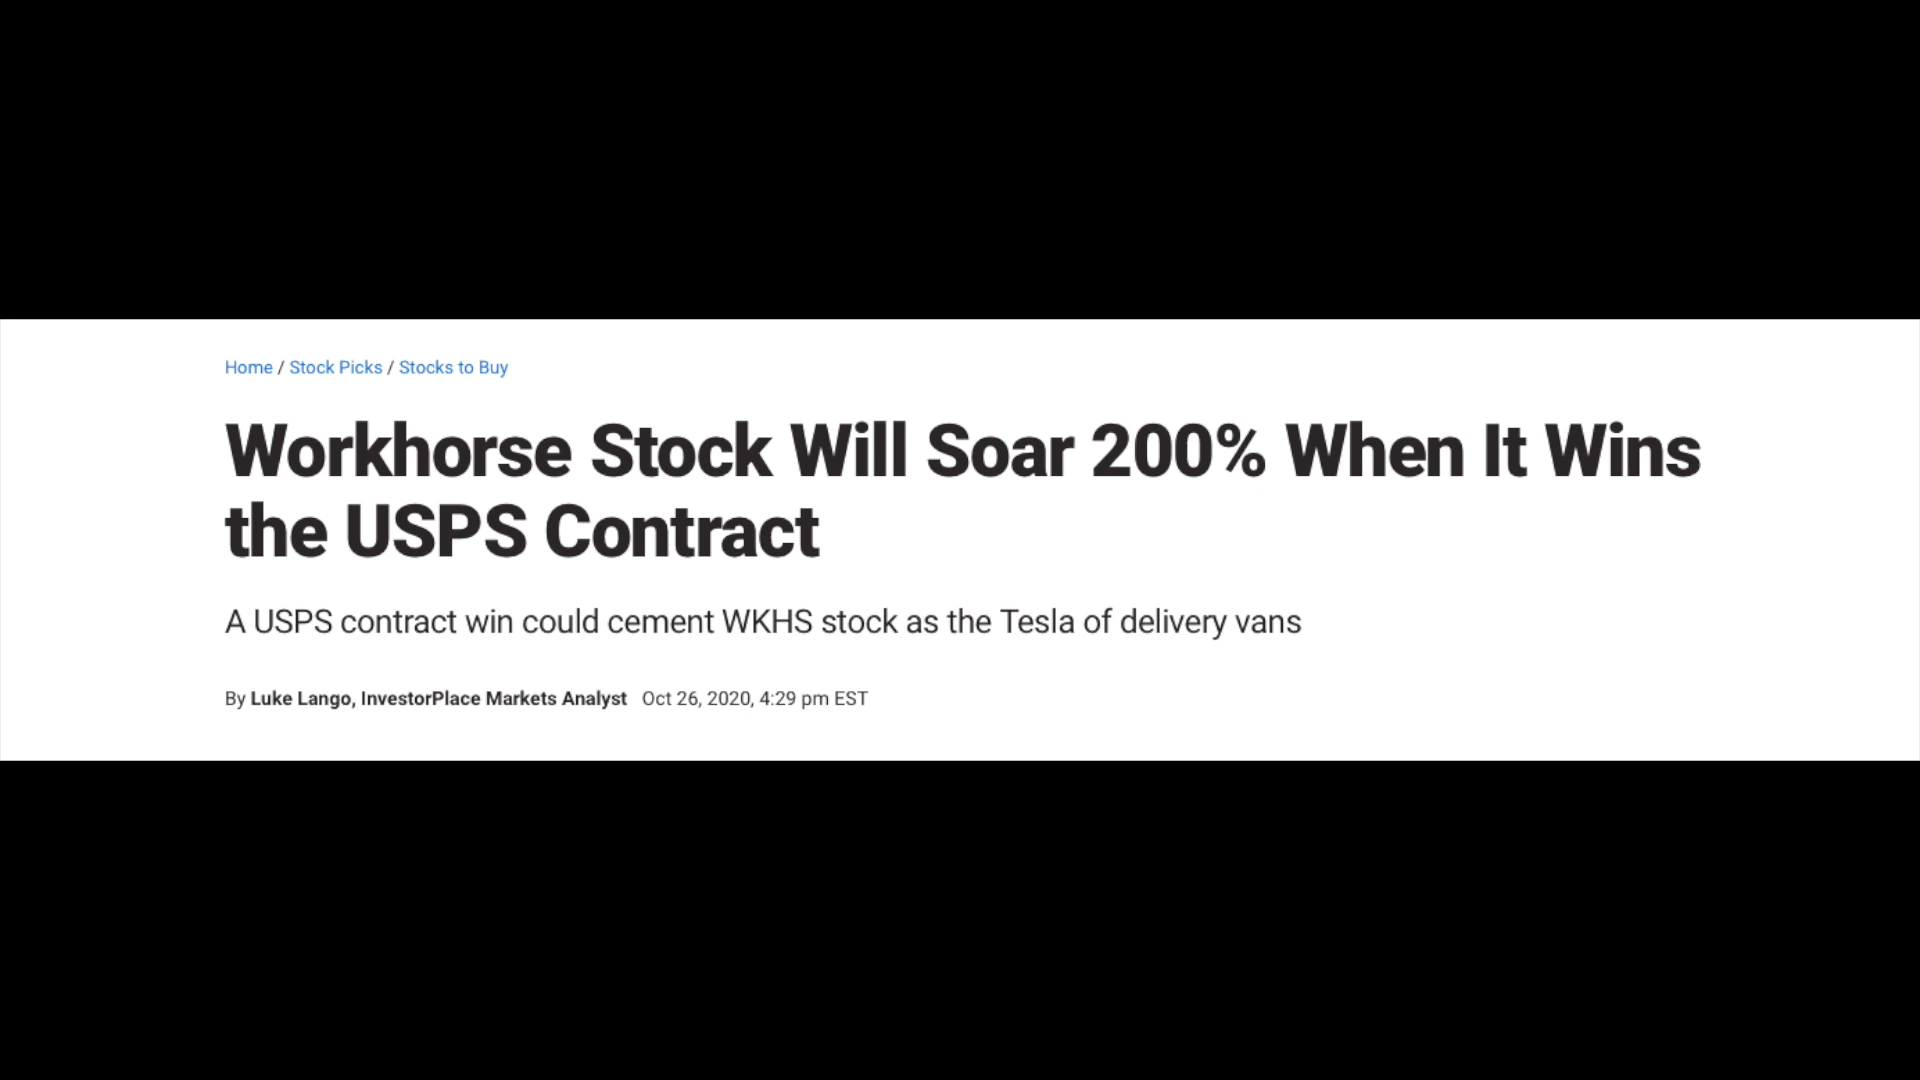 Home / Stock Picks / Stocks to Buy
Workhorse Stock Will Soar 200% When It Wins
the USPS Contract
A USPS contract win could cement WKHS stock as the Tesla of delivery vans
By Luke Lango, InvestorPlace Markets Analyst Oct 26, 2020, 4:29 pm EST